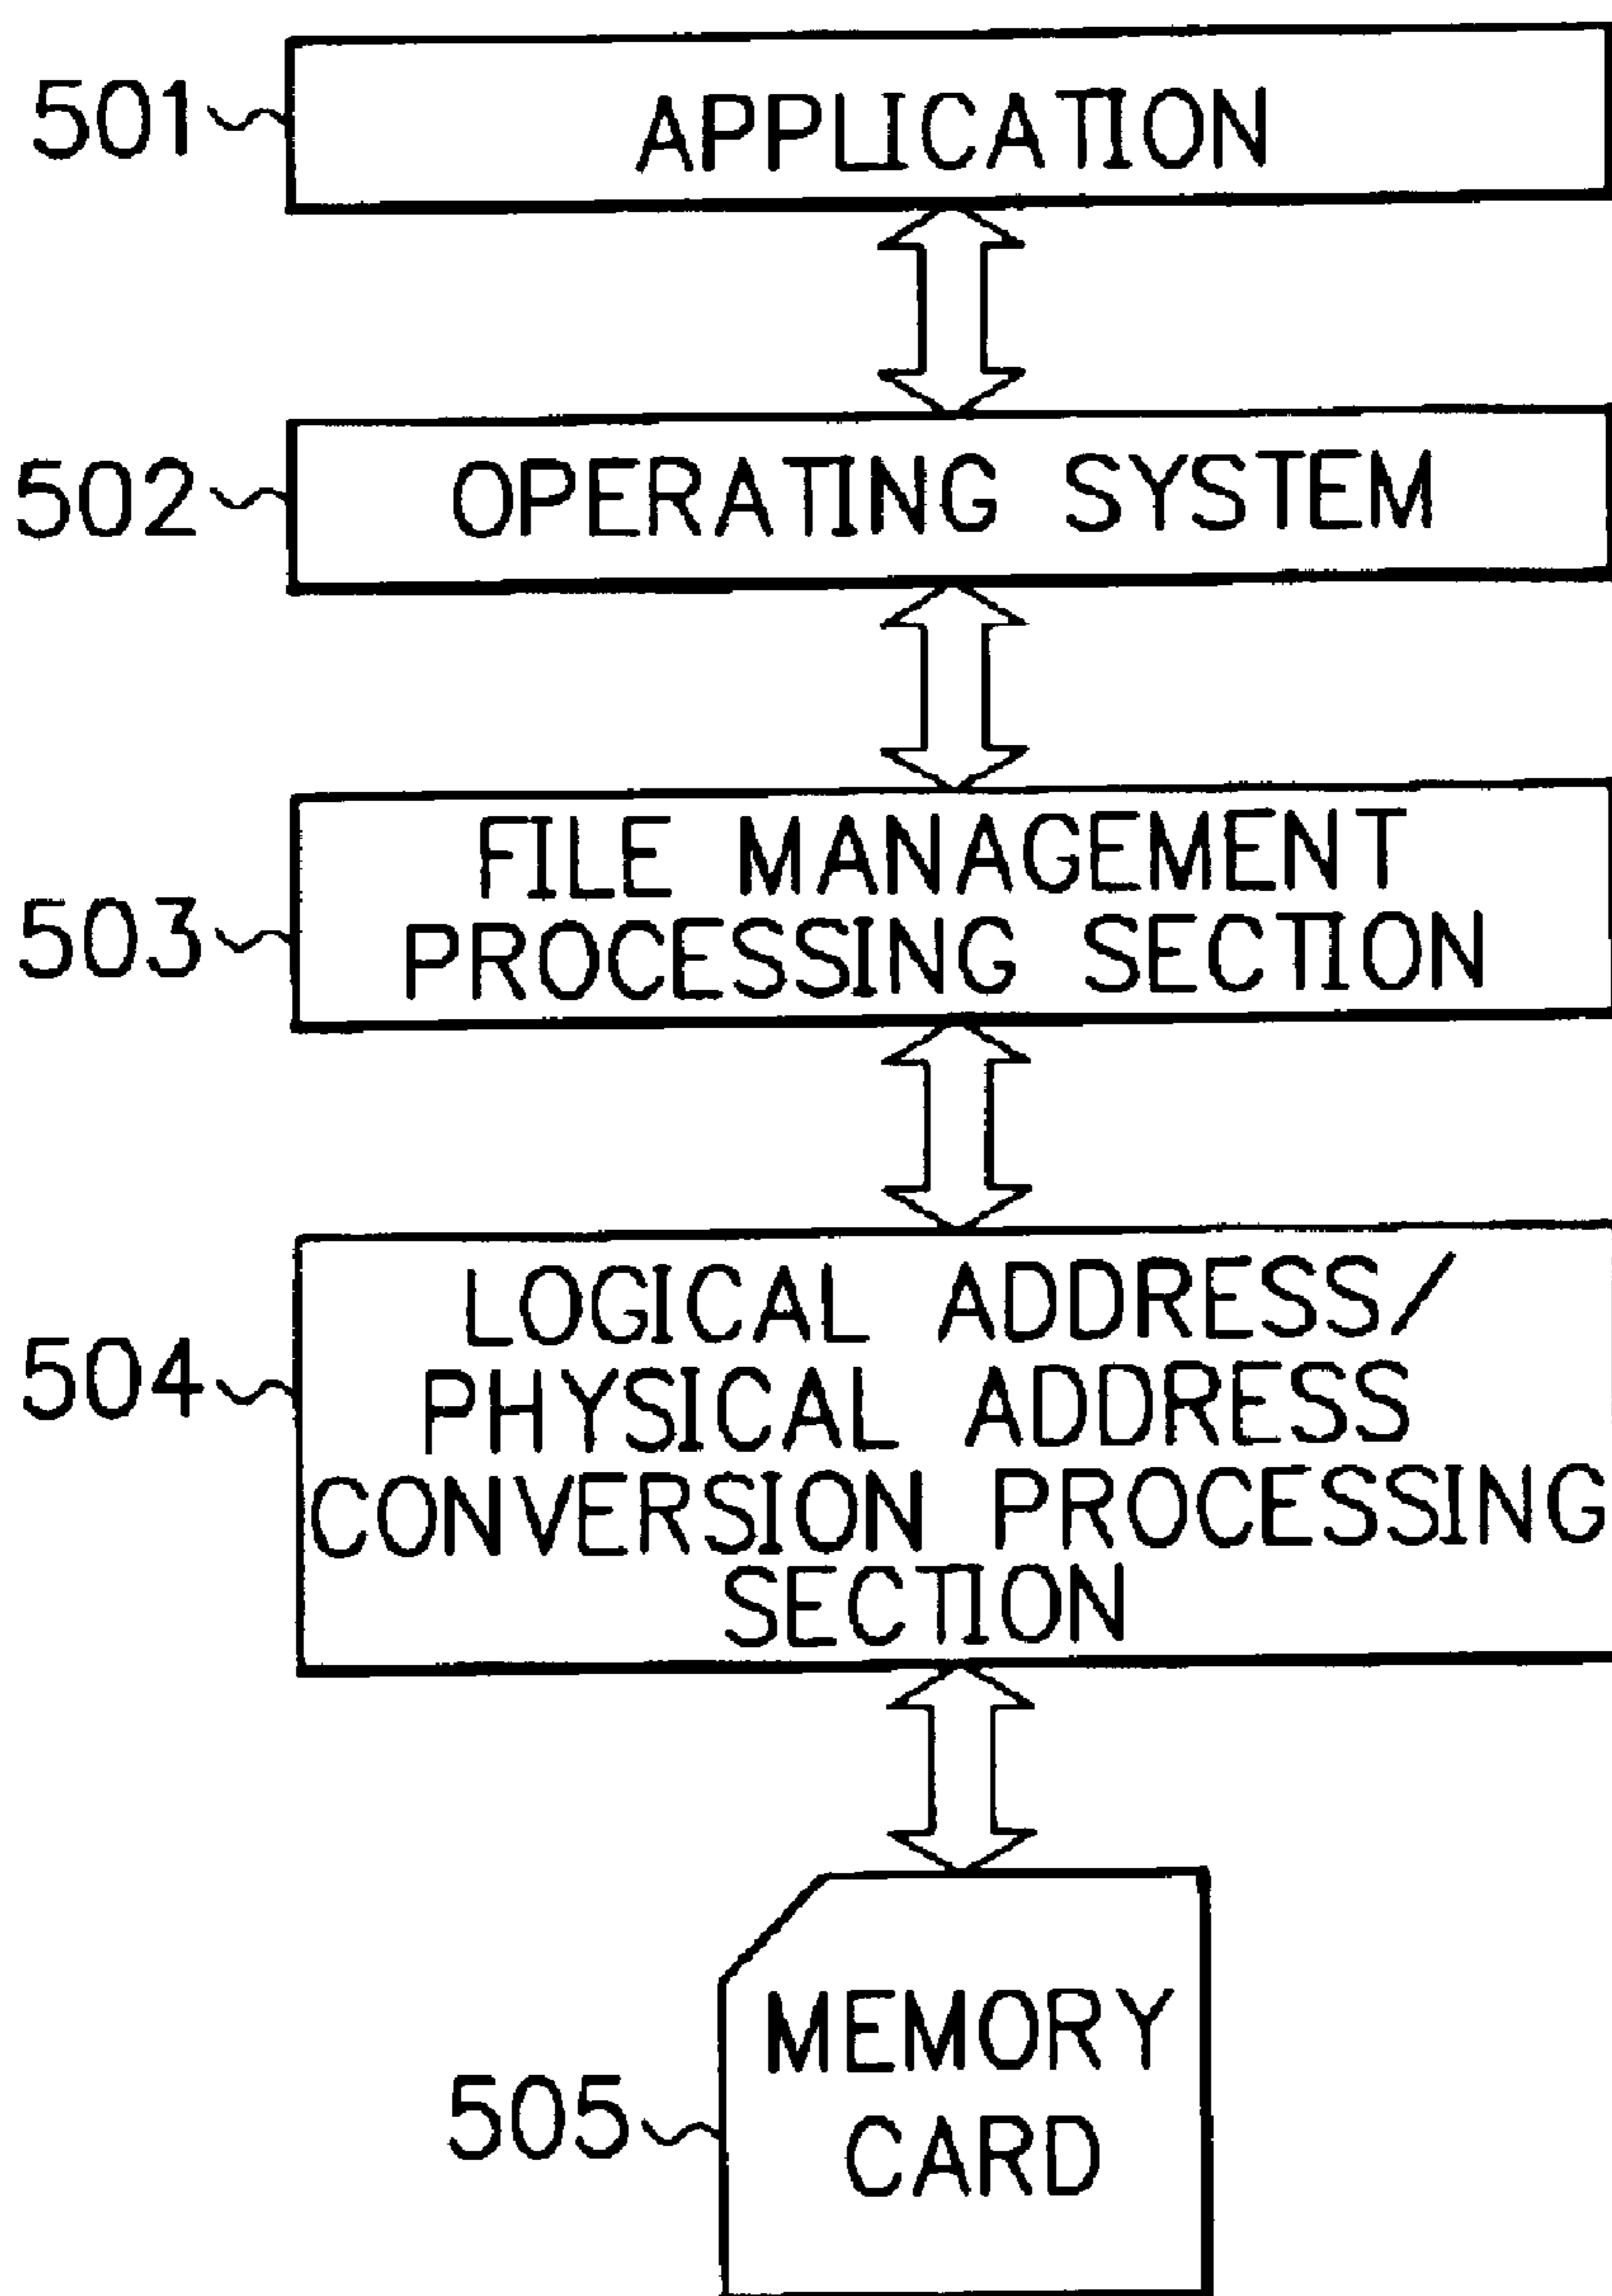 501
APPLICATION
502
OPERATING SYSTEM
503
FILE MANAGEMENT
PROCESSING SECTION
504
LOGICAL ADDRESS/
PHYSICAL ADDRESS
CONVERSION PROCESSING
SECTION
505
MEMORY
CARD